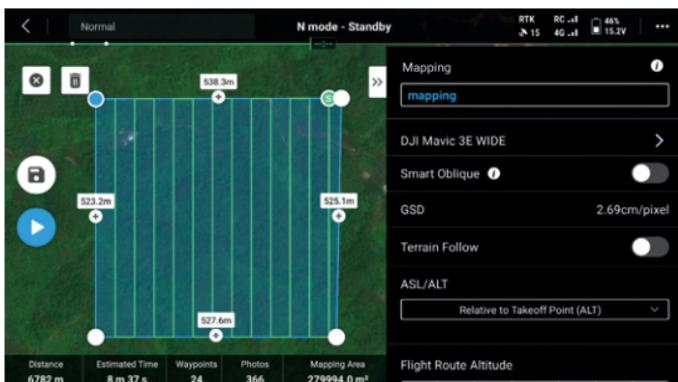 Normal
N mode - Standby
RTK
15
RC
4G
46%
15.2V
538.3m
523.2m
525.1m
527.6m
Distance
Estimated Time
Waypoints
Photos
Mapping Area
6782 m
8 m 37 s
24
366
279994.0 m²
Mapping
mapping
DJI Mavic 3E WIDE
Smart Oblique
GSD
2.69cm/pixel
Terrain Follow
ASL/ALT
Relative to Takeoff Point (ALT)
Flight Route Altitude